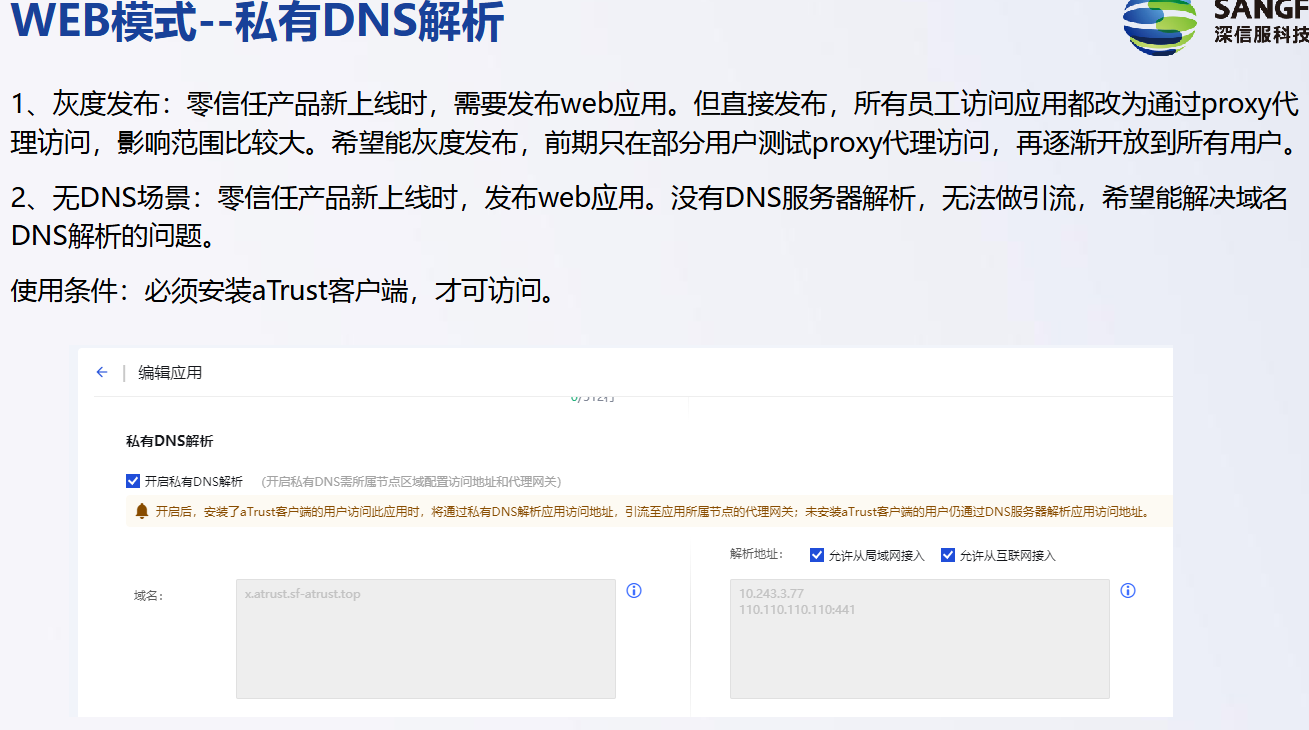 WEB模式--私有DNS解析
SANGF
深信服科技
1、灰度发布：零信任产品新上线时，需要发布web应用。但直接发布，所有员工访问应用都改为通过proxy代
理访问，影响范围比较大。希望能灰度发布，前期只在部分用户测试proxy代理访问，再逐渐开放到所有用户。
2、无DNS场景：零信任产品新上线时，发布web应用。没有DNS服务器解析，无法做引流，希望能解决域名
DNS解析的问题。
使用条件：必须安装aTrust客户端，才可访问。
编辑应用
0/512行
私有DNS解析
开启私有DNS解析 (开启私有DNS需所属节点区域配置访问地址和代理网关)
开启后，安装了aTrust客户端的用户访问此应用时，将通过私有DNS解析应用访问地址，引流至应用所属节点的代理网关；未安装aTrust客户端的用户仍通过DNS服务器解析应用访问地址。
解析地址： 允许从局域网接入 允许从互联网接入
域名：
x.atrust.sf-atrust.top
10.243.3.77
110.110.110.110:441